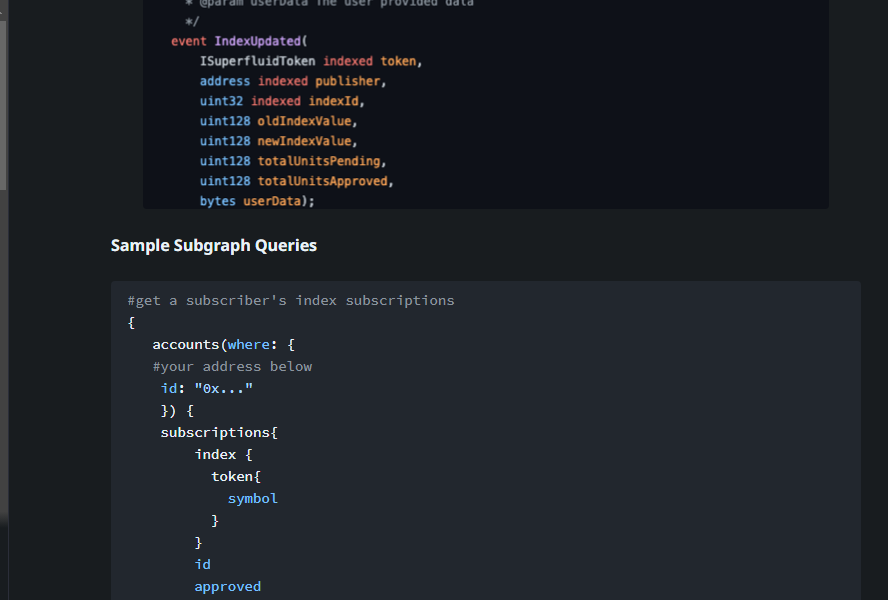 * @param userData The user provided data
*/
event IndexUpdated(
ISuperfluidToken indexed token,
address indexed publisher,
uint32 indexed indexId,
uint128 oldIndexValue,
uint128 newIndexValue,
uint128 totalUnitsPending,
uint128 totalUnitsApproved,
bytes userData);
Sample Subgraph Queries
#get a subscriber's index subscriptions
{
accounts(where: {
#your address below
id: "0x..."
}) {
subscriptions{
index {
token{
symbol
}
}
id
approved